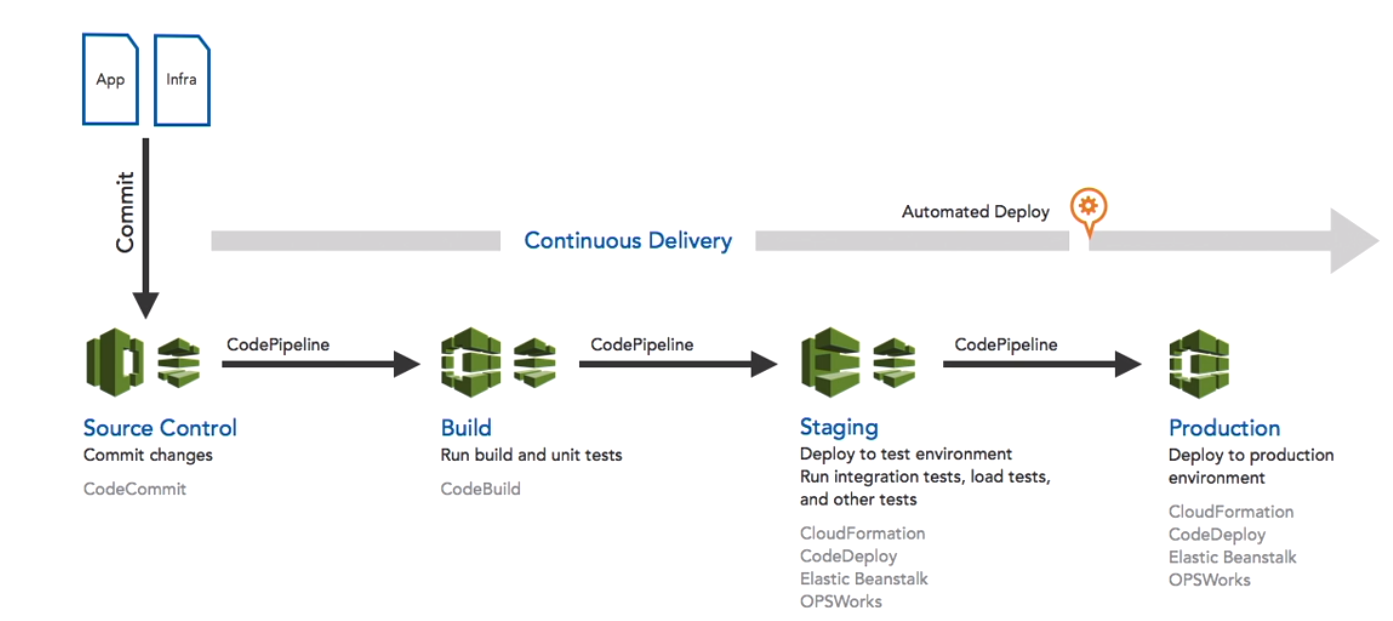 App
Infra
Commit
Automated Deploy
Continuous Delivery
CodePipeline
CodePipeline
CodePipeline
Source Control
Commit changes
CodeCommit
Build
Run build and unit tests
CodeBuild
Staging
Deploy to test environment
Run integration tests, load tests,
and other tests
CloudFormation
CodeDeploy
Elastic Beanstalk
OPSWorks
Production
Deploy to production
environment
CloudFormation
CodeDeploy
Elastic Beanstalk
OPSWorks